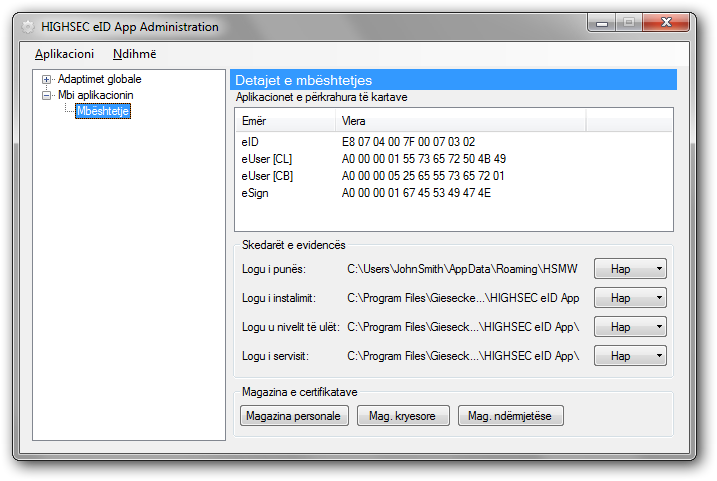 HIGHSEC eID App Administration
Aplikacioni Ndihmë
Adaptimet globale
Mbi aplikacionin
Mbështetje
Detajet e mbështetjes
Aplikacionet e përkrahura të kartave
Emër Vlera
eID E8 07 04 00 7F 00 07 03 02
eUser [CL] A0 00 00 01 55 73 65 72 50 4B 49
eUser [CB] A0 00 00 05 25 65 55 73 65 72 01
eSign A0 00 00 01 67 45 53 49 47 4E
Skedarët e evidencës
Logu i punës: C:\Users\JohnSmith\AppData\Roaming\HSMW Hap
Logu i instalimit: C:\Program Files\Giesecke...\HIGHSEC eID App Hap
Logu u nivelit të ulët: C:\Program Files\Gieseck...\HIGHSEC eID App\ Hap
Logu i servisit: C:\Program Files\Gieseck...\HIGHSEC eID App\ Hap
Magazina e certifikatave
Magazina personale Mag. kryesore Mag. ndërmjetëse